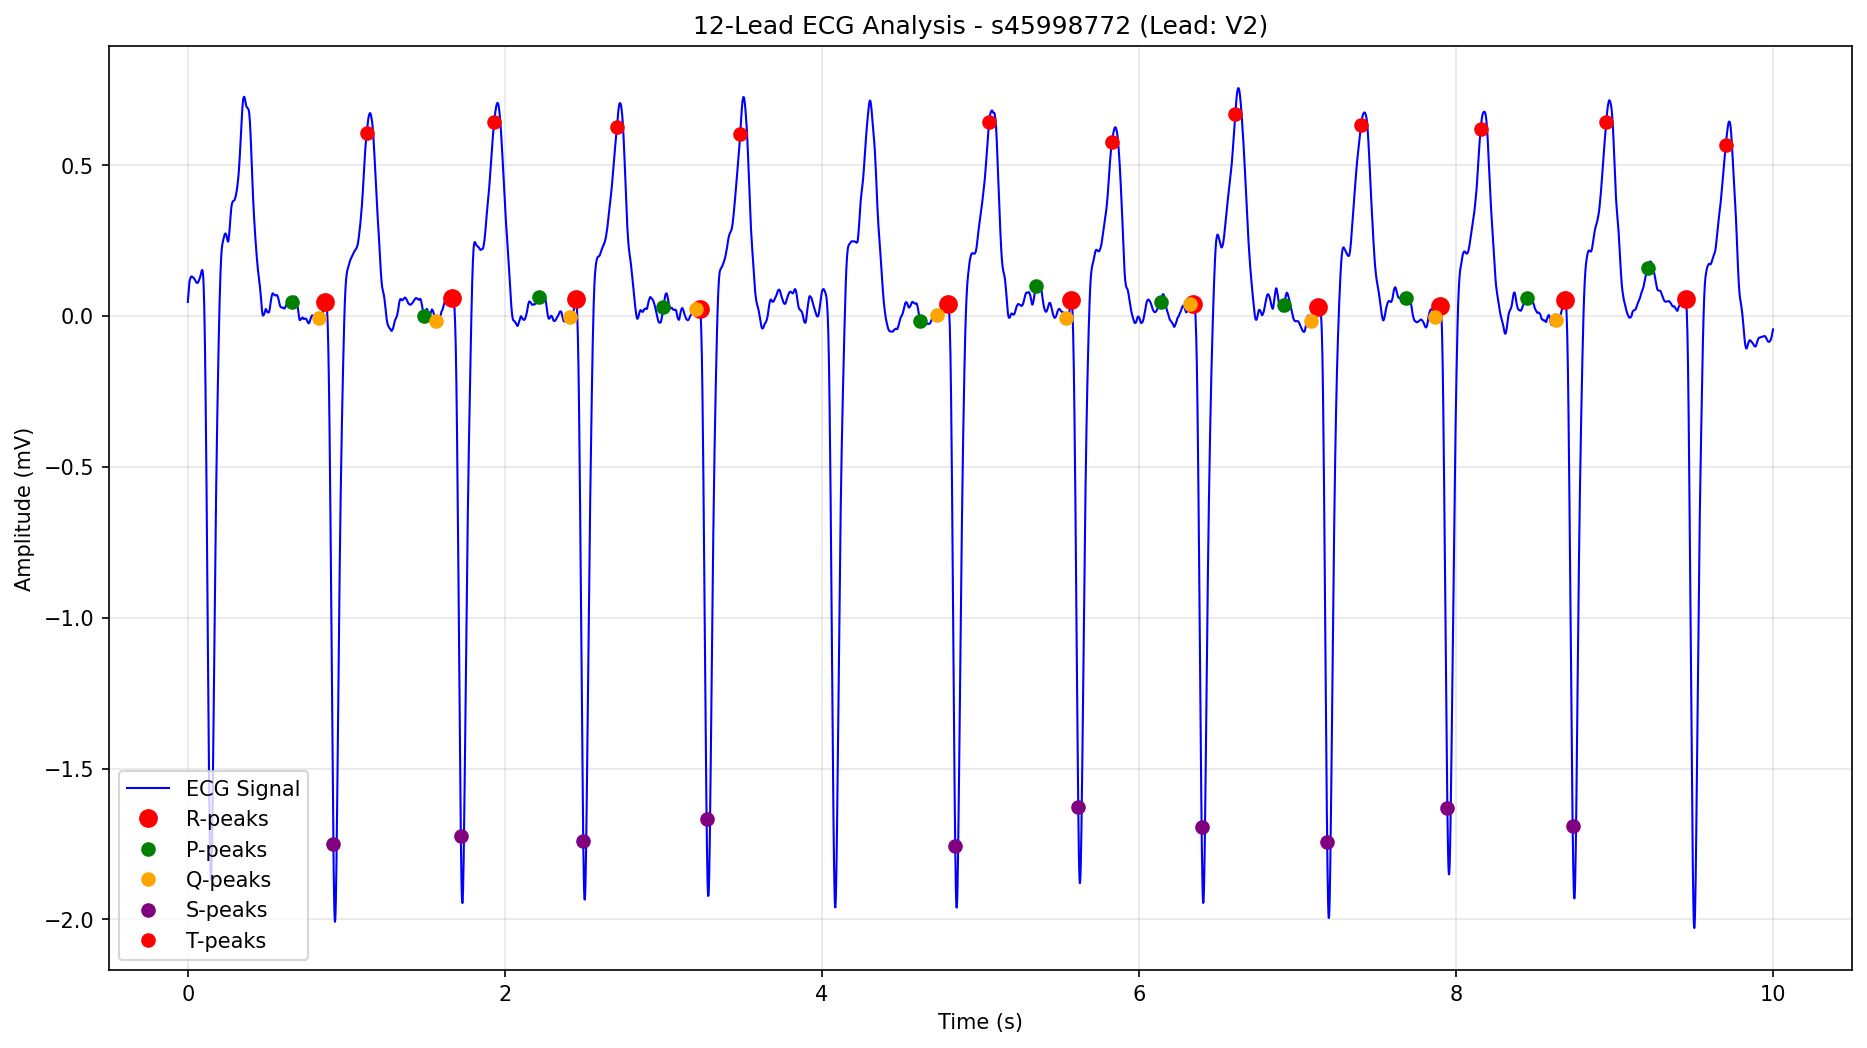 12-Lead ECG Analysis - s45998772 (Lead: V2)
Amplitude (mV)
0.5
0.0
−0.5
−1.0
−1.5
−2.0
ECG Signal
R-peaks
P-peaks
Q-peaks
S-peaks
T-peaks
0 2 4 6 8 10
Time (s)